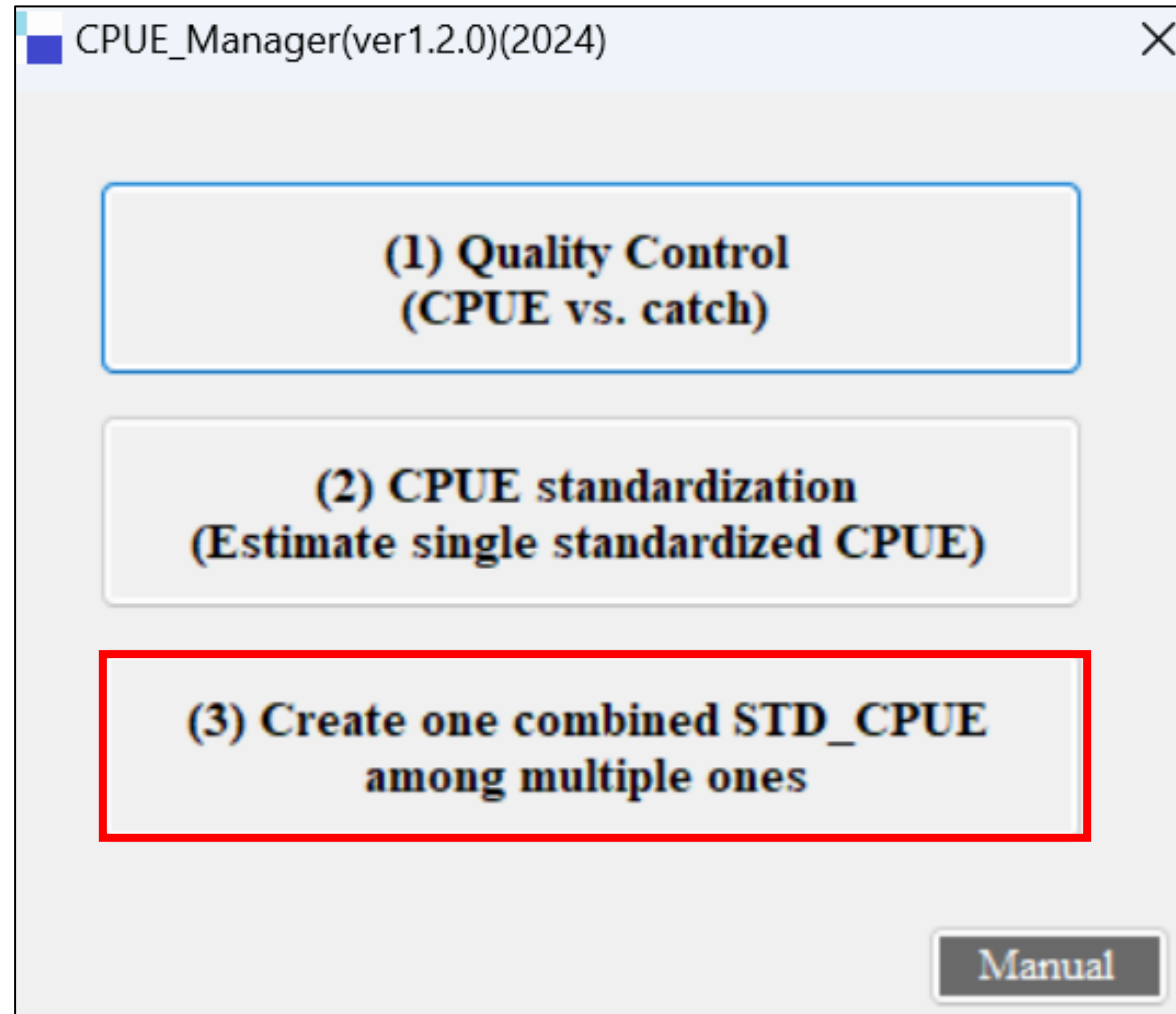 CPUE_Manager(ver1.2.0)(2024)
(1) Quality Control
(CPUE vs. catch)
(2) CPUE standardization
(Estimate single standardized CPUE)
(3) Create one combined STD_CPUE
among multiple ones
Manual